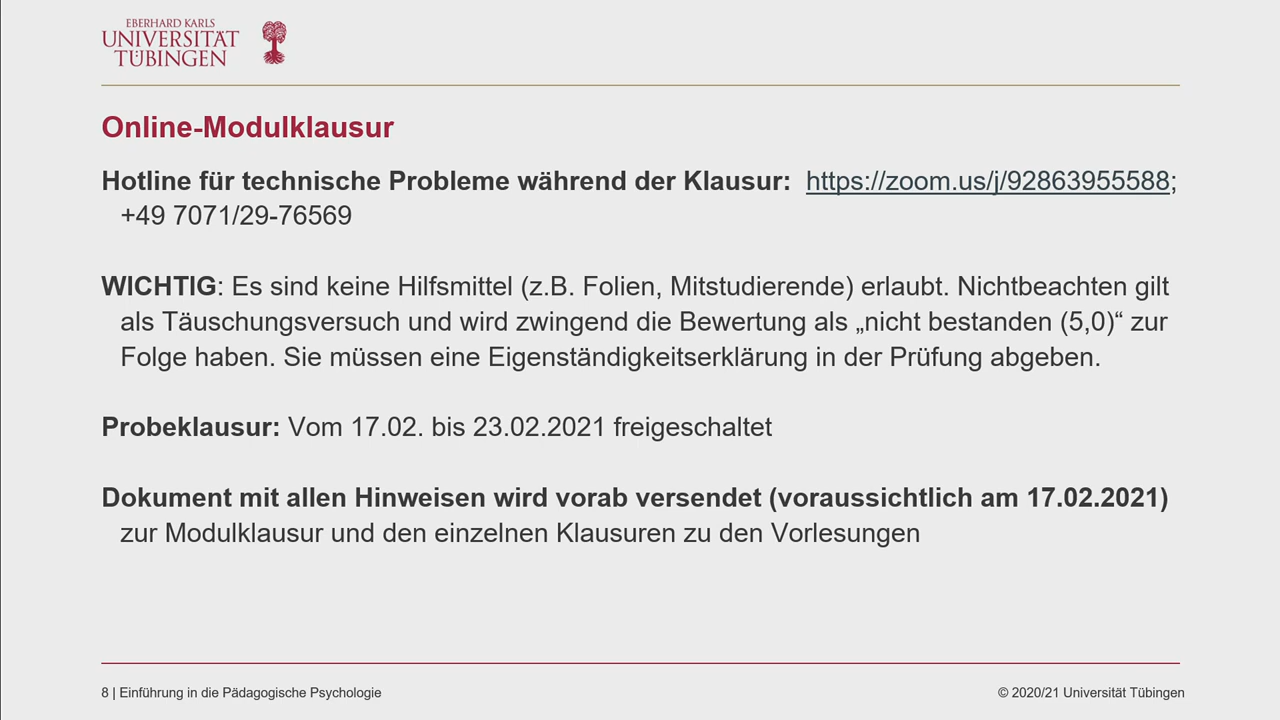 EBERHARD KARLS
UNIVERSITÄT
TÜBINGEN
Online-Modulklausur
Hotline für technische Probleme während der Klausur: https://zoom.us/j/92863955588;
+49 7071/29-76569
WICHTIG: Es sind keine Hilfsmittel (z.B. Folien, Mitstudierende) erlaubt. Nichtbeachten gilt
als Täuschungsversuch und wird zwingend die Bewertung als „nicht bestanden (5,0)“ zur
Folge haben. Sie müssen eine Eigenständigkeitserklärung in der Prüfung abgeben.
Probeklausur: Vom 17.02. bis 23.02.2021 freigeschaltet
Dokument mit allen Hinweisen wird vorab versendet (voraussichtlich am 17.02.2021)
zur Modulklausur und den einzelnen Klausuren zu den Vorlesungen
8 | Einführung in die Pädagogische Psychologie
© 2020/21 Universität Tübingen